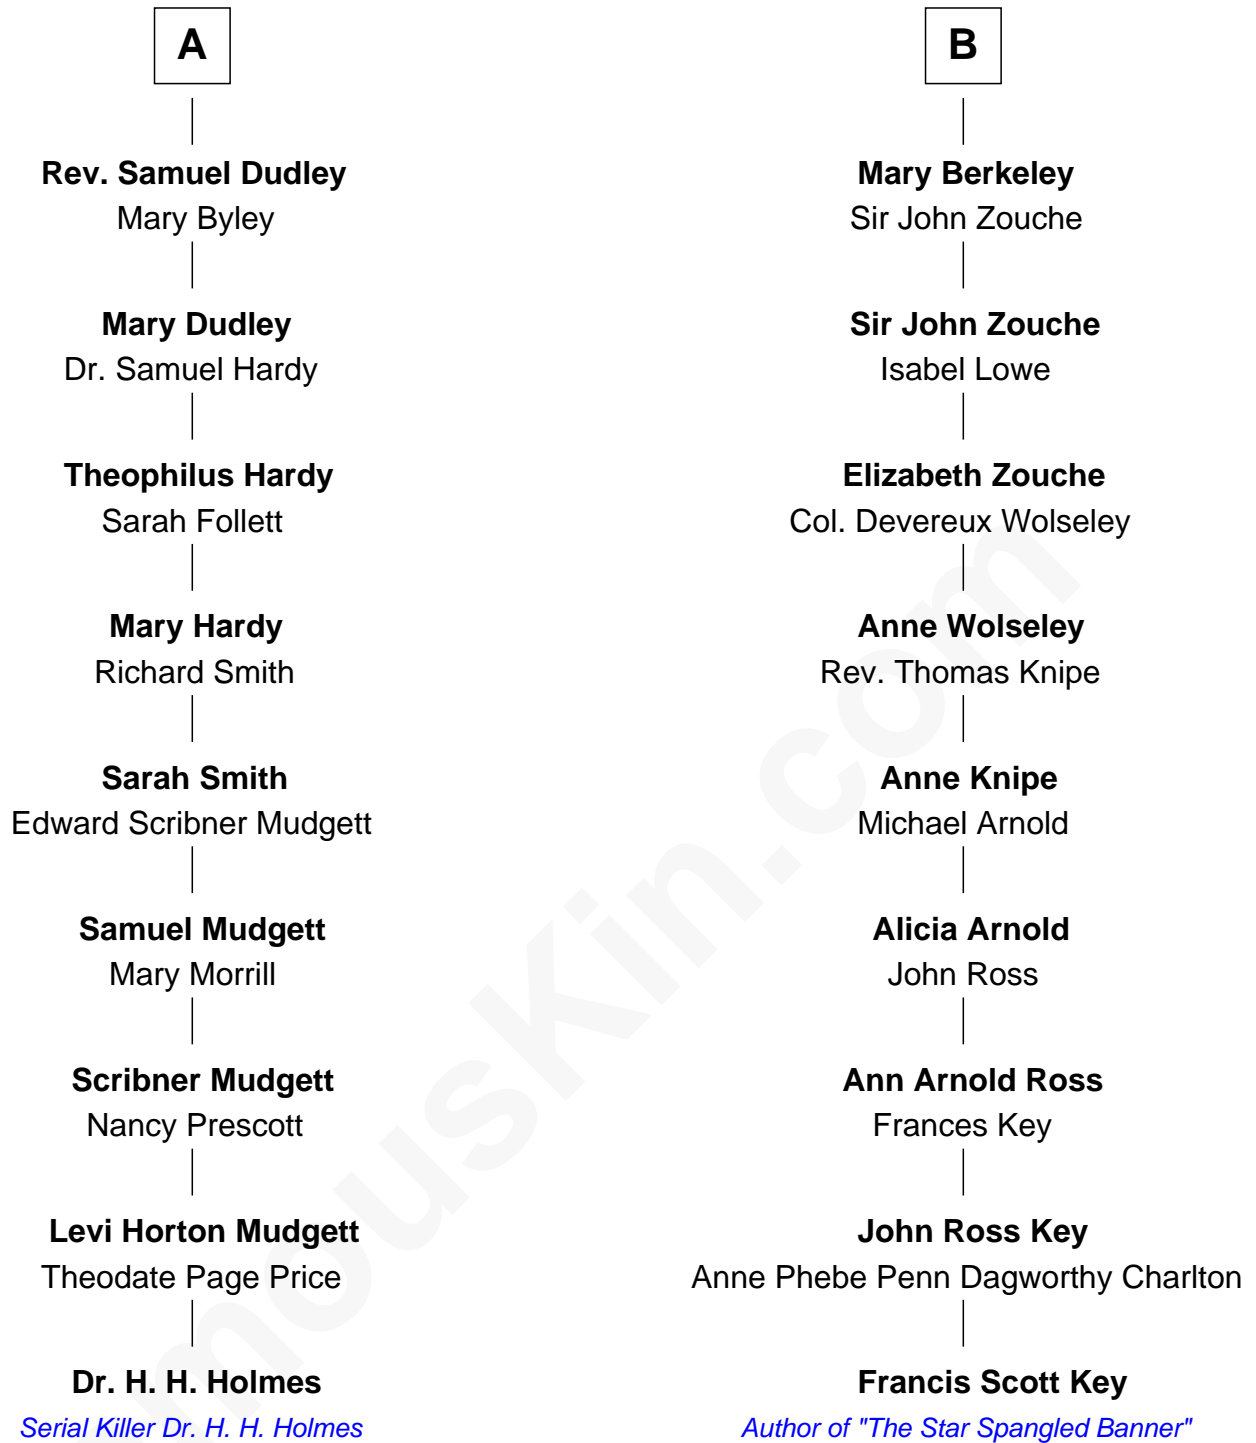 A
Rev. Samuel Dudley
Mary Byley
Mary Dudley
Dr. Samuel Hardy
Theophilus Hardy
Sarah Follett
Mary Hardy
Richard Smith
Sarah Smith
Edward Scribner Mudgett
Samuel Mudgett
Mary Morrill
Scribner Mudgett
Nancy Prescott
Levi Horton Mudgett
Theodate Page Price
Dr. H. H. Holmes
Serial Killer Dr. H. H. Holmes
B
Mary Berkeley
Sir John Zouche
Sir John Zouche
Isabel Lowe
Elizabeth Zouche
Col. Devereux Wolseley
Anne Wolseley
Rev. Thomas Knipe
Anne Knipe
Michael Arnold
Alicia Arnold
John Ross
Ann Arnold Ross
Frances Key
John Ross Key
Anne Phebe Penn Dagworthy Charlton
Francis Scott Key
Author of "The Star Spangled Banner"
mousKin.com